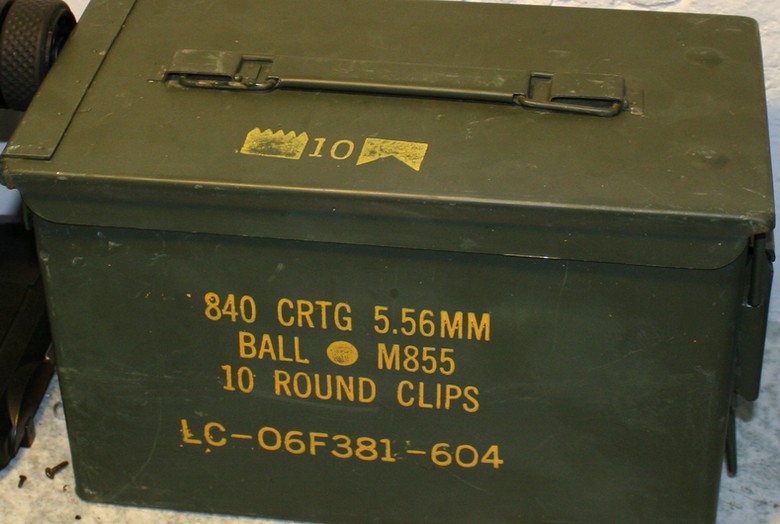 10
840 CRTG 5.56MM
BALL M855
10 ROUND CLIPS
LC-06F381-604